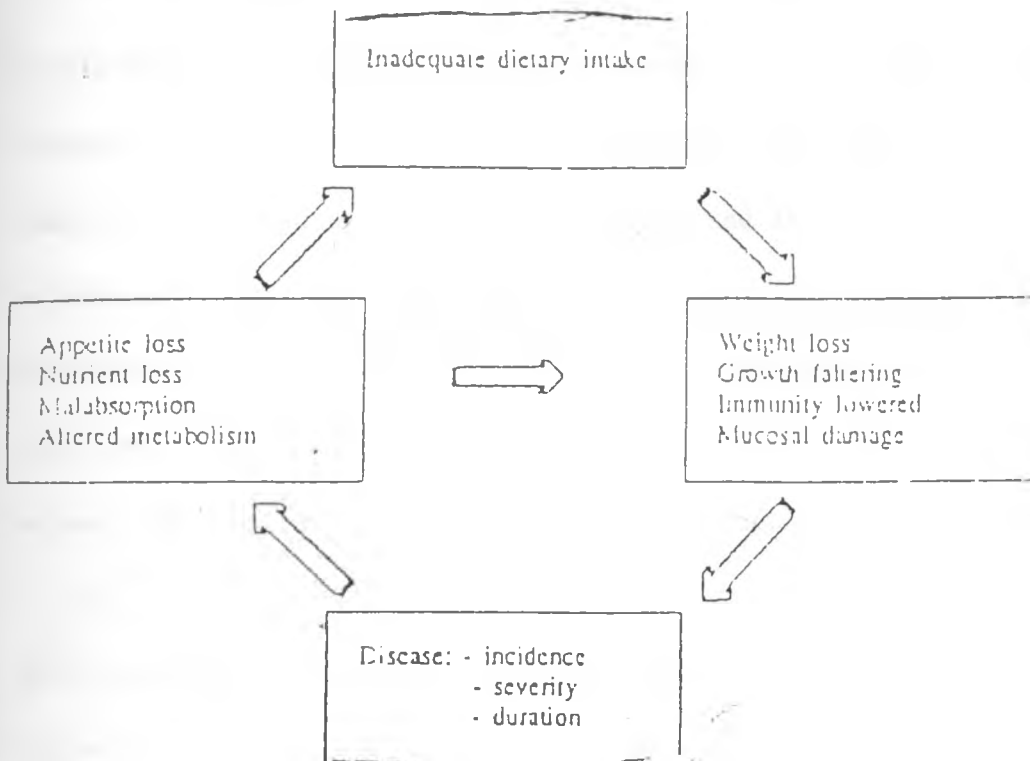 Inadequate dietary intake
Appetite loss
Nutrient loss
Malabsorption
Altered metabolism
Weight loss
Growth faltering
Immunity lowered
Mucosal damage
Disease: - incidence
- severity
- duration